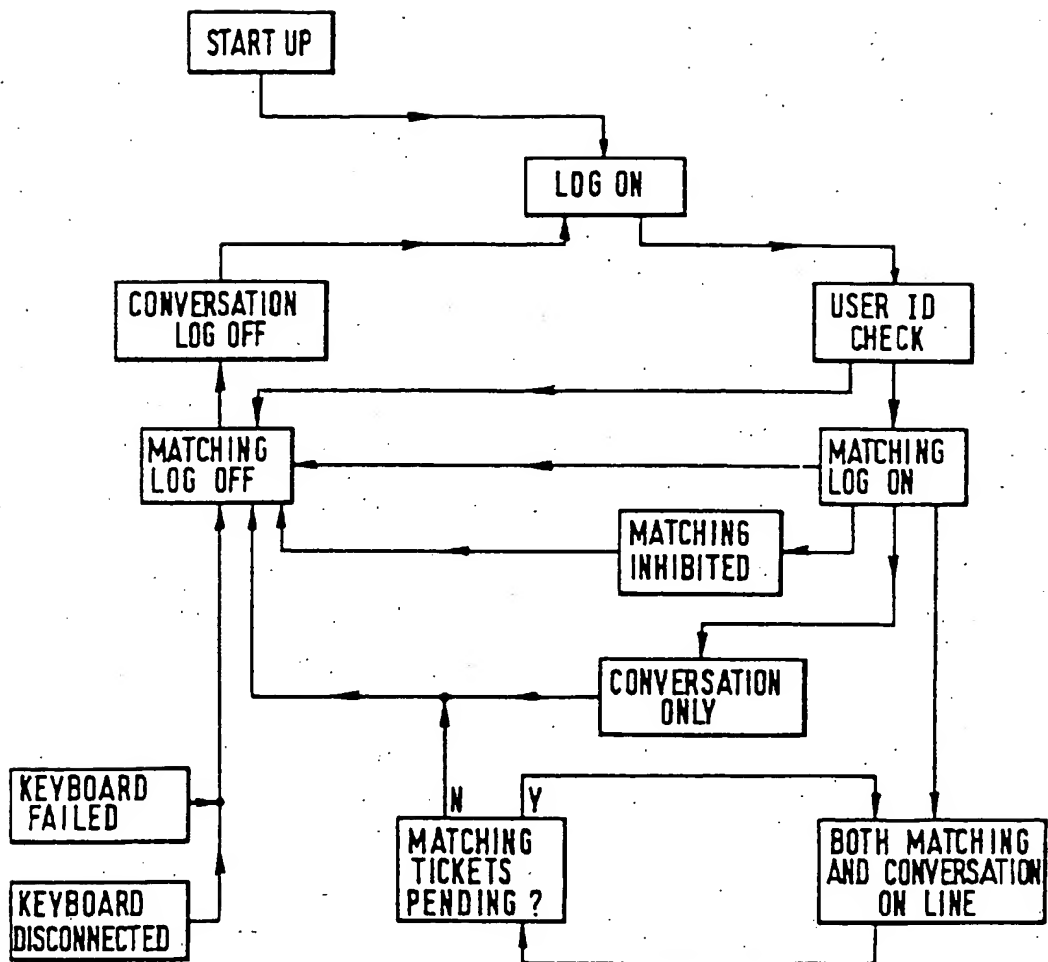 START UP
LOG ON
CONVERSATION
LOG OFF
USER ID
CHECK
MATCHING
LOG OFF
MATCHING
LOG ON
MATCHING
INHIBITED
CONVERSATION
ONLY
KEYBOARD
FAILED
N
Y
MATCHING
TICKETS
PENDING ?
BOTH MATCHING
AND CONVERSATION
ON LINE
KEYBOARD
DISCONNECTED